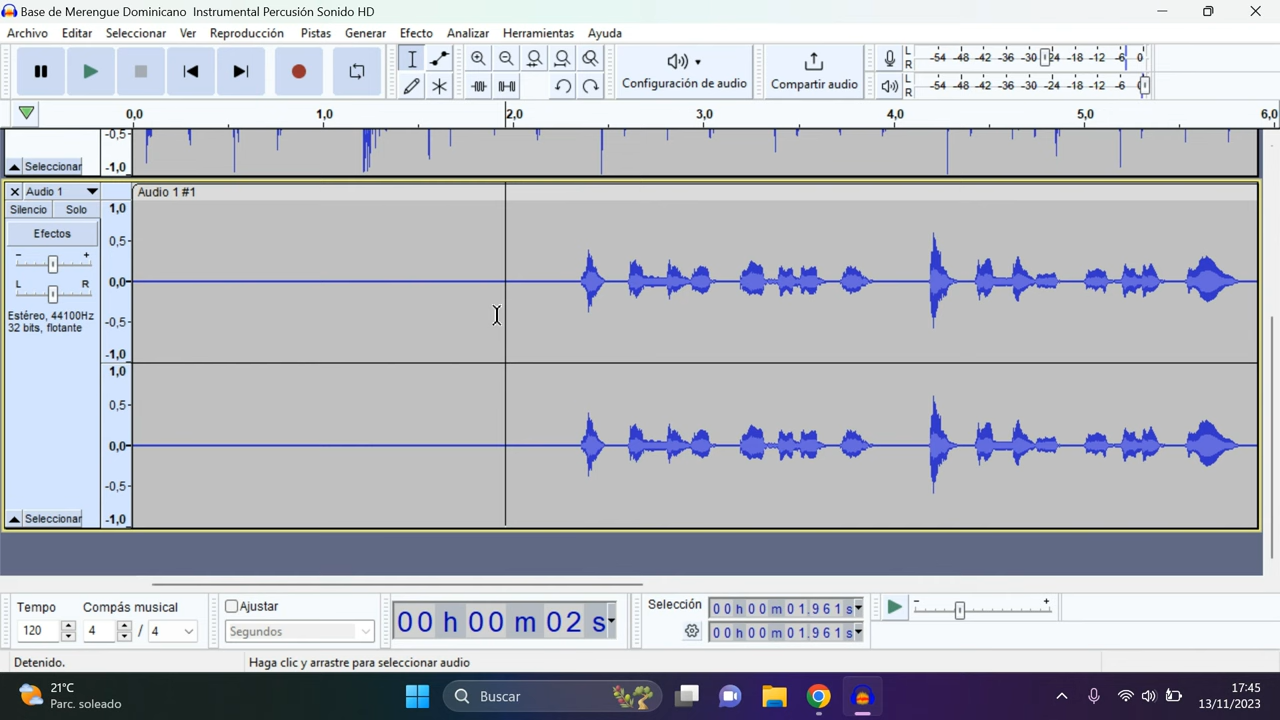 Base de Merengue Dominicano Instrumental Percusión Sonido HD
Archivo Editar Seleccionar Ver Reproducción Pistas Generar Efecto Analizar Herramientas Ayuda
Configuración de audio
Compartir audio
L
R
-54 -48 -42 -36 -30 -24 -18 -12 -6 0
L
R
-54 -48 -42 -36 -30 -24 -18 -12 -6 0
0,0 1,0 2,0 3,0 4,0 5,0 6,0
-0,5
-1,0
Seleccionar
Audio 1
Audio 1 #1
Silencio Solo
Efectos
- +
L R
Estéreo, 44100Hz
32 bits, flotante
1,0
0,5
0,0
-0,5
-1,0
1,0
0,5
0,0
-0,5
-1,0
Seleccionar
Tempo
120
Compás musical
4 / 4
Ajustar
Segundos
00 h 00 m 02 s
Selección
00 h 00 m 01.961 s
00 h 00 m 01.961 s
- +
Detenido.
Haga clic y arrastre para seleccionar audio
21°C
Parc. soleado
Buscar
17:45
13/11/2023